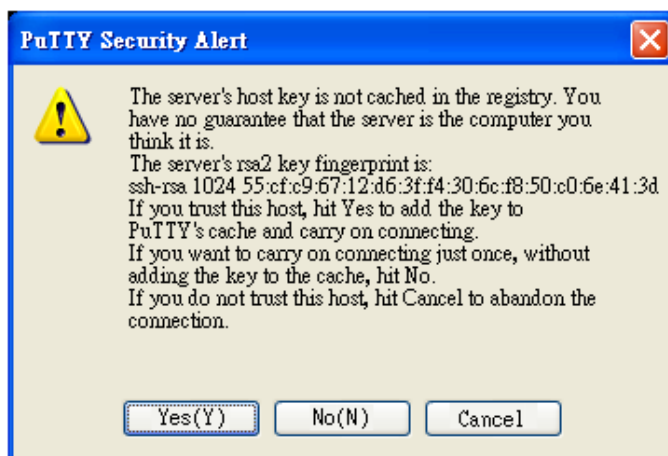 PuTTY Security Alert
The server's host key is not cached in the registry. You
have no guarantee that the server is the computer you
think it is.
The server's rsa2 key fingerprint is:
ssh-rsa 1024 55:cf:c9:67:12:d6:3f:f4:30:6c:f8:50:c0:6e:41:3d
If you trust this host, hit Yes to add the key to
PuTTY's cache and carry on connecting.
If you want to carry on connecting just once, without
adding the key to the cache, hit No.
If you do not trust this host, hit Cancel to abandon the
connection.
Yes(Y) No(N) Cancel